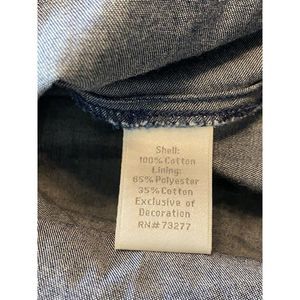 Shell:
100% Cotton
Lining:
65% Polyester
35% Cotton
Exclusive of
Decoration
RN# 73277